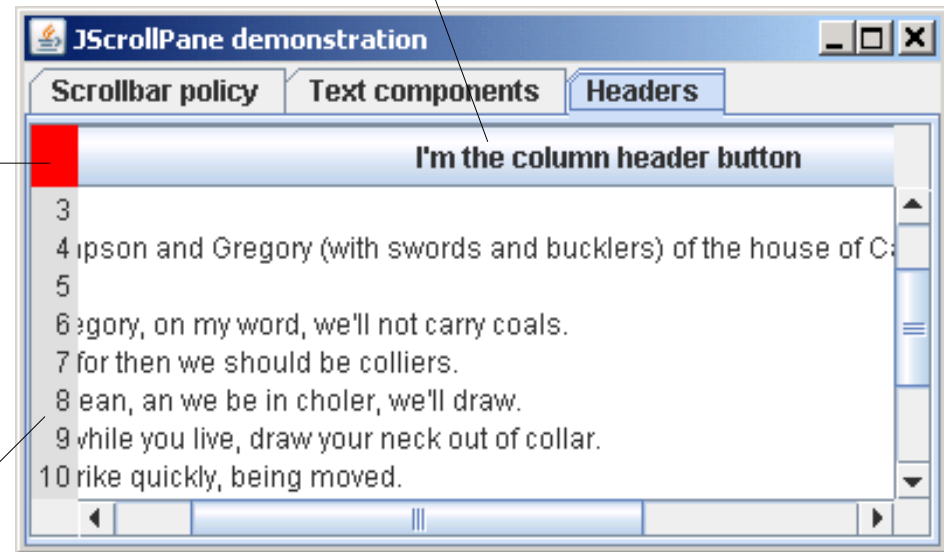 JScrollPane demonstration
Scrollbar policy Text components Headers
I'm the column header button
3
4 pson and Gregory (with swords and bucklers) of the house of C
5
6 egory, on my word, we'll not carry coals.
7 for then we should be colliers.
8 ean, an we be in choler, we'll draw.
9 while you live, draw your neck out of collar.
10 rike quickly, being moved.